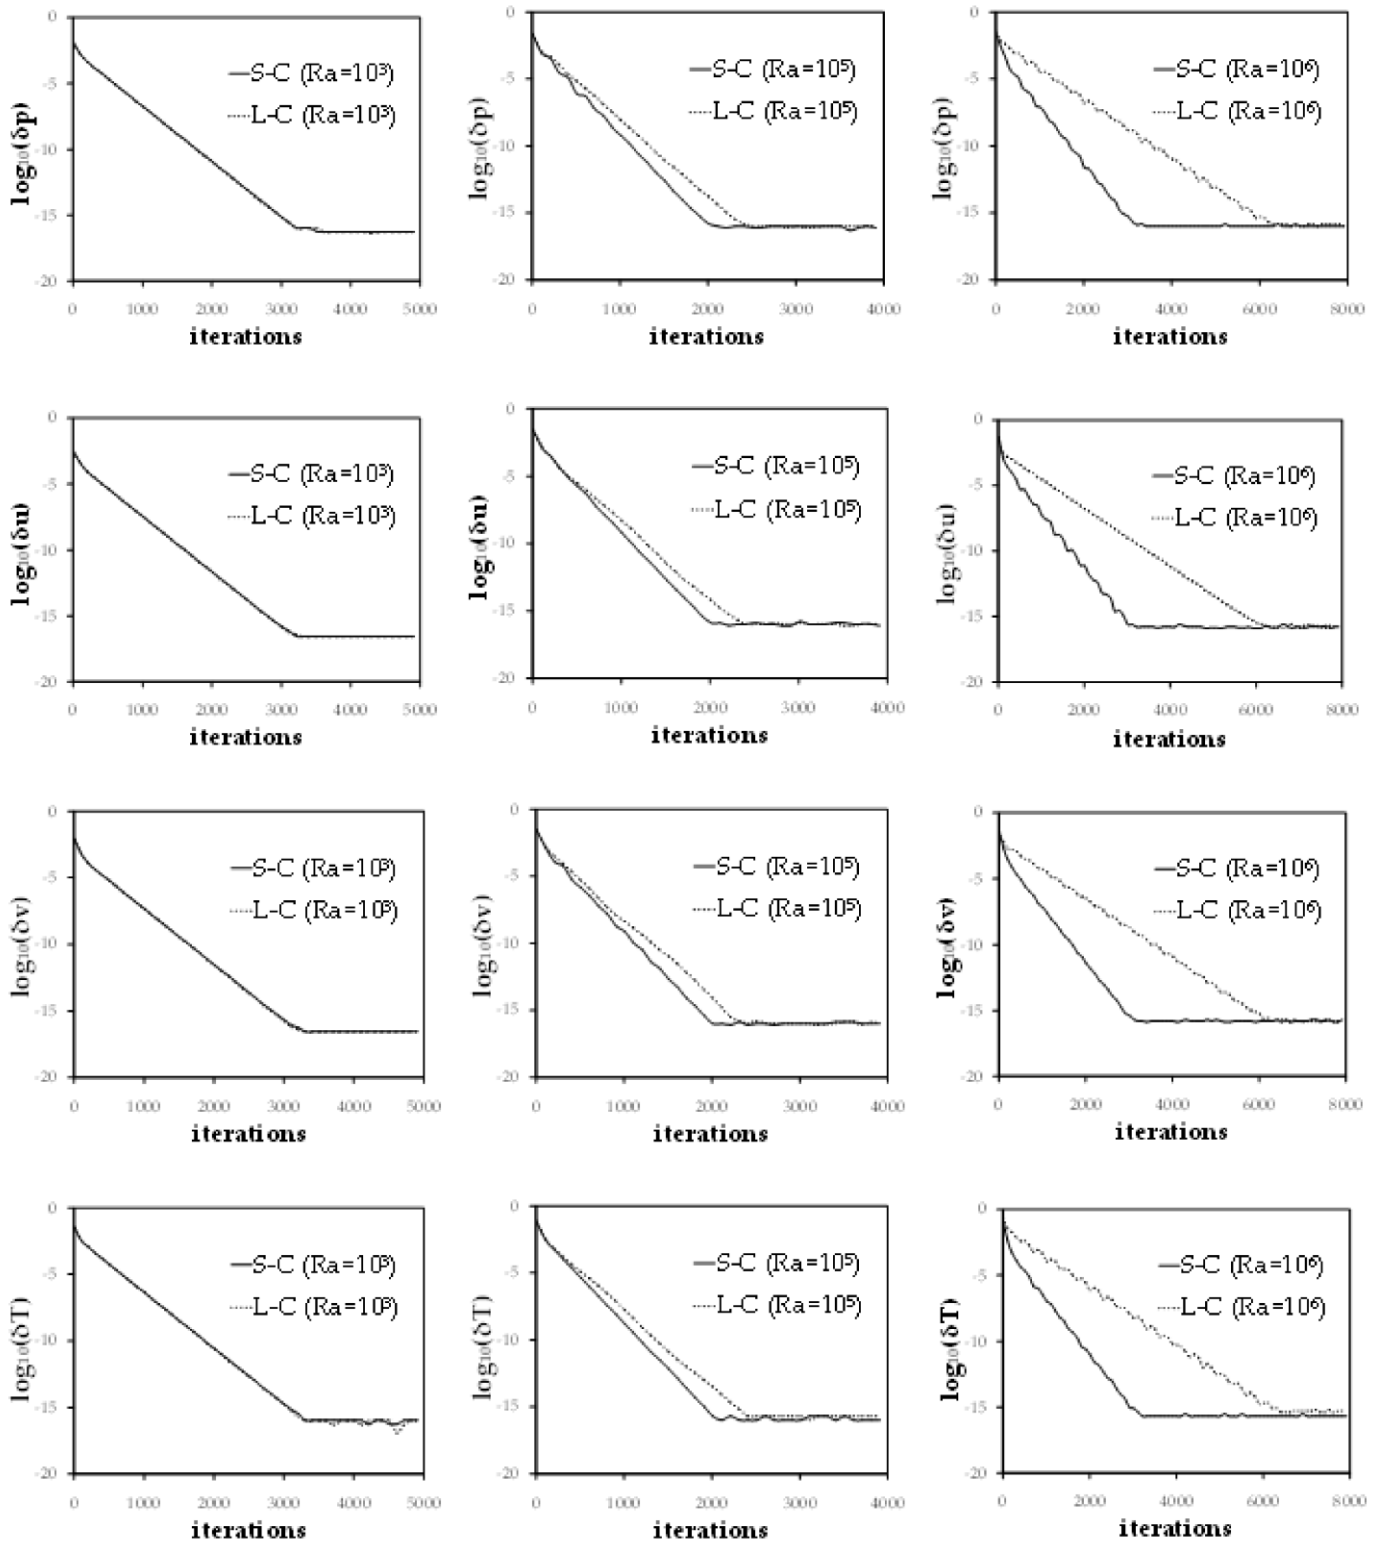 0
-5
-10
-15
-20
log₁₀(δp)
S-C (Ra=10³)
L-C (Ra=10³)
0 1000 2000 3000 4000 5000
iterations
0
-5
-10
-15
-20
log₁₀(δp)
S-C (Ra=10⁵)
L-C (Ra=10⁵)
0 1000 2000 3000 4000
iterations
0
-5
-10
-15
-20
log₁₀(δp)
S-C (Ra=10⁶)
L-C (Ra=10⁶)
0 2000 4000 6000 8000
iterations
0
-5
-10
-15
-20
log₁₀(δu)
S-C (Ra=10³)
L-C (Ra=10³)
0 1000 2000 3000 4000 5000
iterations
0
-5
-10
-15
-20
log₁₀(δu)
S-C (Ra=10⁵)
L-C (Ra=10⁵)
0 1000 2000 3000 4000
iterations
0
-5
-10
-15
-20
log₁₀(δu)
S-C (Ra=10⁶)
L-C (Ra=10⁶)
0 2000 4000 6000 8000
iterations
0
-5
-10
-15
-20
log₁₀(δv)
S-C (Ra=10³)
L-C (Ra=10³)
0 1000 2000 3000 4000 5000
iterations
0
-5
-10
-15
-20
log₁₀(δv)
S-C (Ra=10⁵)
L-C (Ra=10⁵)
0 1000 2000 3000 4000
iterations
0
-5
-10
-15
-20
log₁₀(δv)
S-C (Ra=10⁶)
L-C (Ra=10⁶)
0 2000 4000 6000 8000
iterations
0
-5
-10
-15
-20
log₁₀(δT)
S-C (Ra=10³)
L-C (Ra=10³)
0 1000 2000 3000 4000 5000
iterations
0
-5
-10
-15
-20
log₁₀(δT)
S-C (Ra=10⁵)
L-C (Ra=10⁵)
0 1000 2000 3000 4000
iterations
0
-5
-10
-15
-20
log₁₀(δT)
S-C (Ra=10⁶)
L-C (Ra=10⁶)
0 2000 4000 6000 8000
iterations